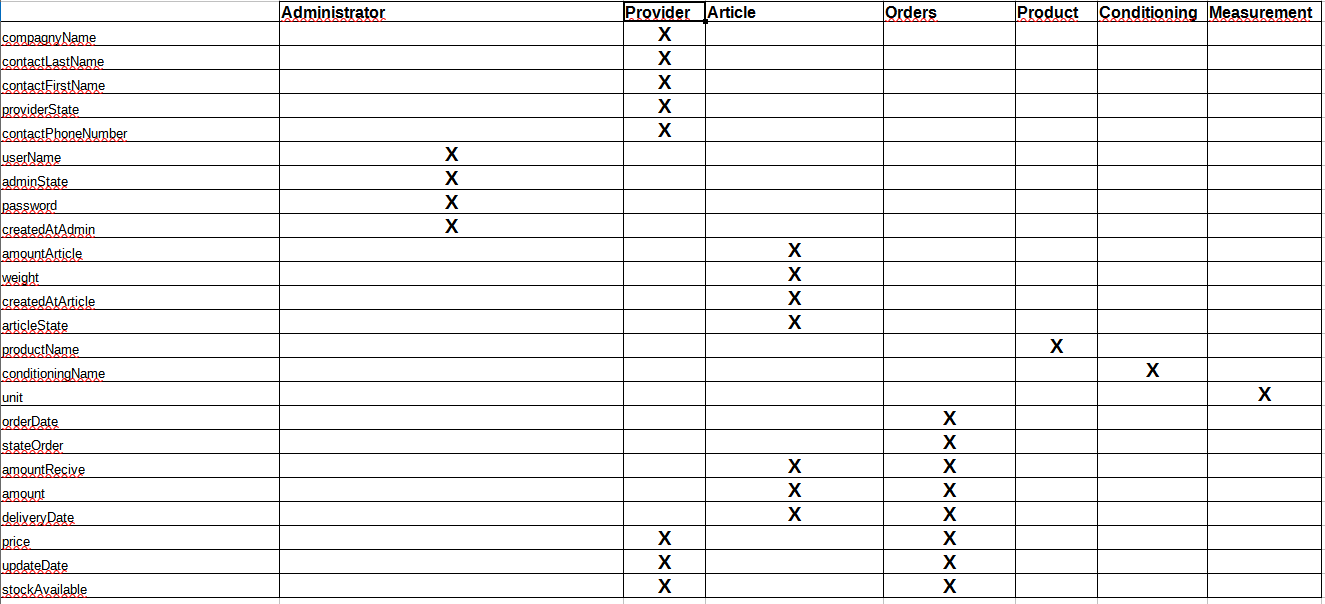 Administrator Provider Article Orders Product Conditioning Measurement
compagnyName X
contactLastName X
contactFirstName X
providerState X
contactPhoneNumber X
userName X
adminState X
password X
createdAtAdmin X
amountArticle X
weight X
createdAtArticle X
articleState X
productName X
conditioningName X
unit X
orderDate X
stateOrder X
amountRecive X X
amount X X
deliveryDate X X
price X X
updateDate X X
stockAvailable X X